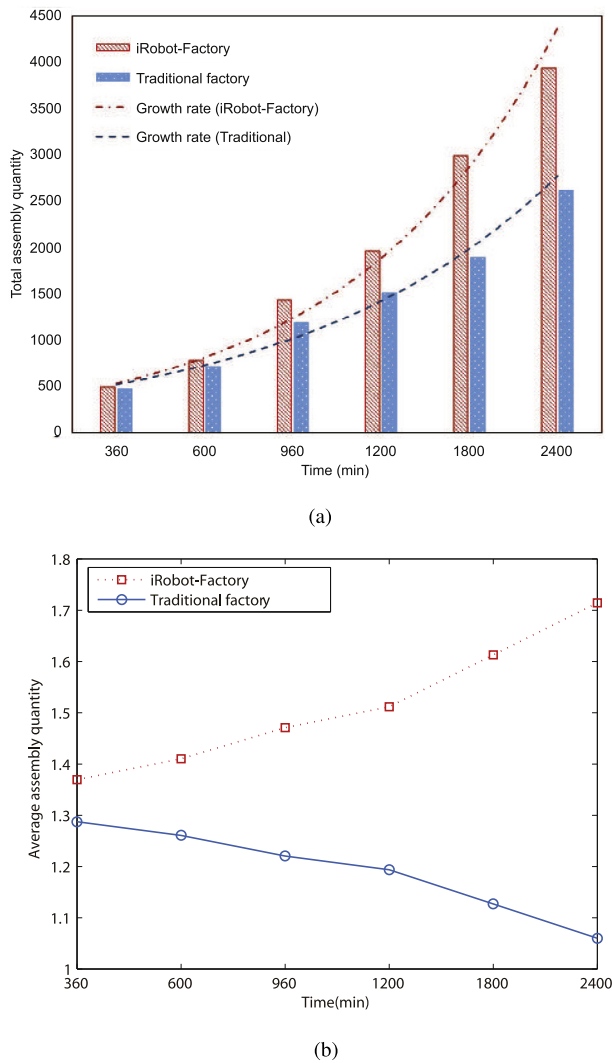 4500
4000
3500
3000
2500
2000
1500
1000
500
0
Total assembly quantity
iRobot-Factory
Traditional factory
Growth rate (iRobot-Factory)
Growth rate (Traditional)
360 600 960 1200 1800 2400
Time (min)
(a)
1.8
1.7
1.6
1.5
1.4
1.3
1.2
1.1
1
Average assembly quantity
iRobot-Factory
Traditional factory
360 600 960 1200 1800 2400
Time(min)
(b)